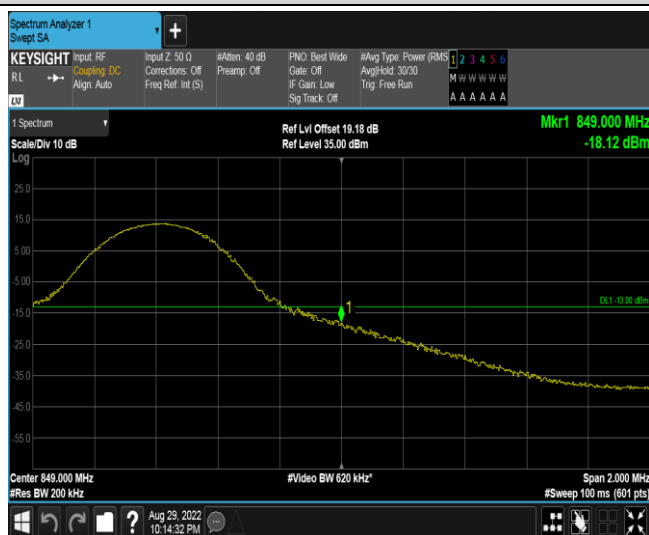 Spectrum Analyzer 1
Swept SA
+
KEYSIGHT
RL
Input: RF
Coupling: DC
Align: Auto
Input Z: 50 Ω
Corrections: Off
Freq Ref: Int (S)
#Atten: 40 dB
Preamp: Off
PNO: Best Wide
Gate: Off
IF Gain: Low
Sig Track: Off
#Avg Type: Power (RMS
Avg|Hold: 30/30
Trig: Free Run
1 2 3 4 5 6
M W W W W W
A A A A A A
LXI
1 Spectrum
Scale/Div 10 dB
Ref Lvl Offset 19.18 dB
Ref Level 35.00 dBm
Mkr1 849.000 MHz
-18.12 dBm
Log
25.0
15.0
5.00
-5.00
-15.0
-25.0
-35.0
-45.0
-55.0
1
DL1 -13.00 dBm
Center 849.000 MHz
#Res BW 200 kHz
#Video BW 620 kHz*
Span 2.000 MHz
#Sweep 100 ms (601 pts)
?
Aug 29, 2022
10:14:32 PM